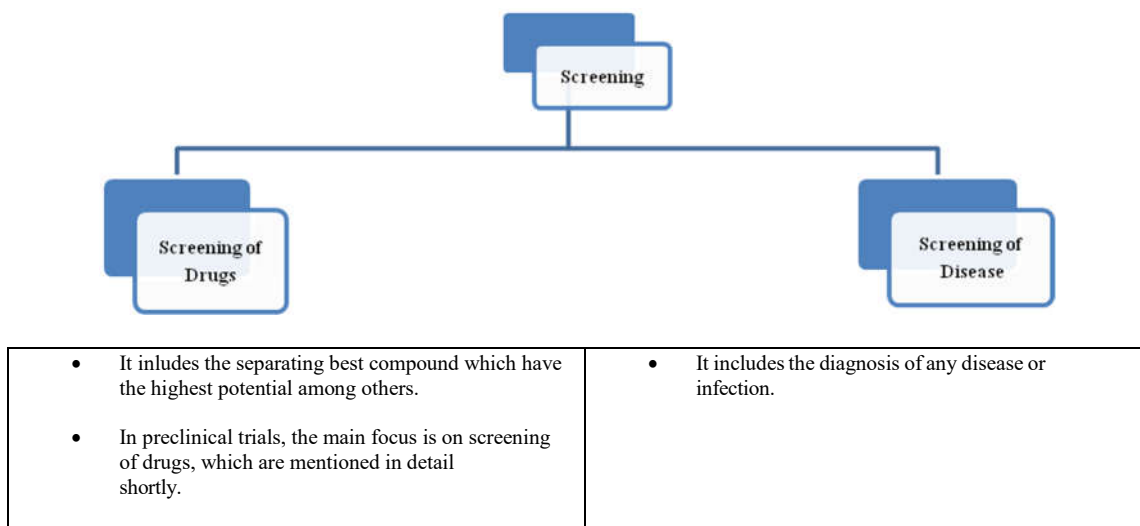 Screening
Screening of
Drugs
Screening of
Disease
• It inludes the separating best compound which have
the highest potential among others.
• In preclinical trials, the main focus is on screening
of drugs, which are mentioned in detail
shortly.
• It includes the diagnosis of any disease or
infection.